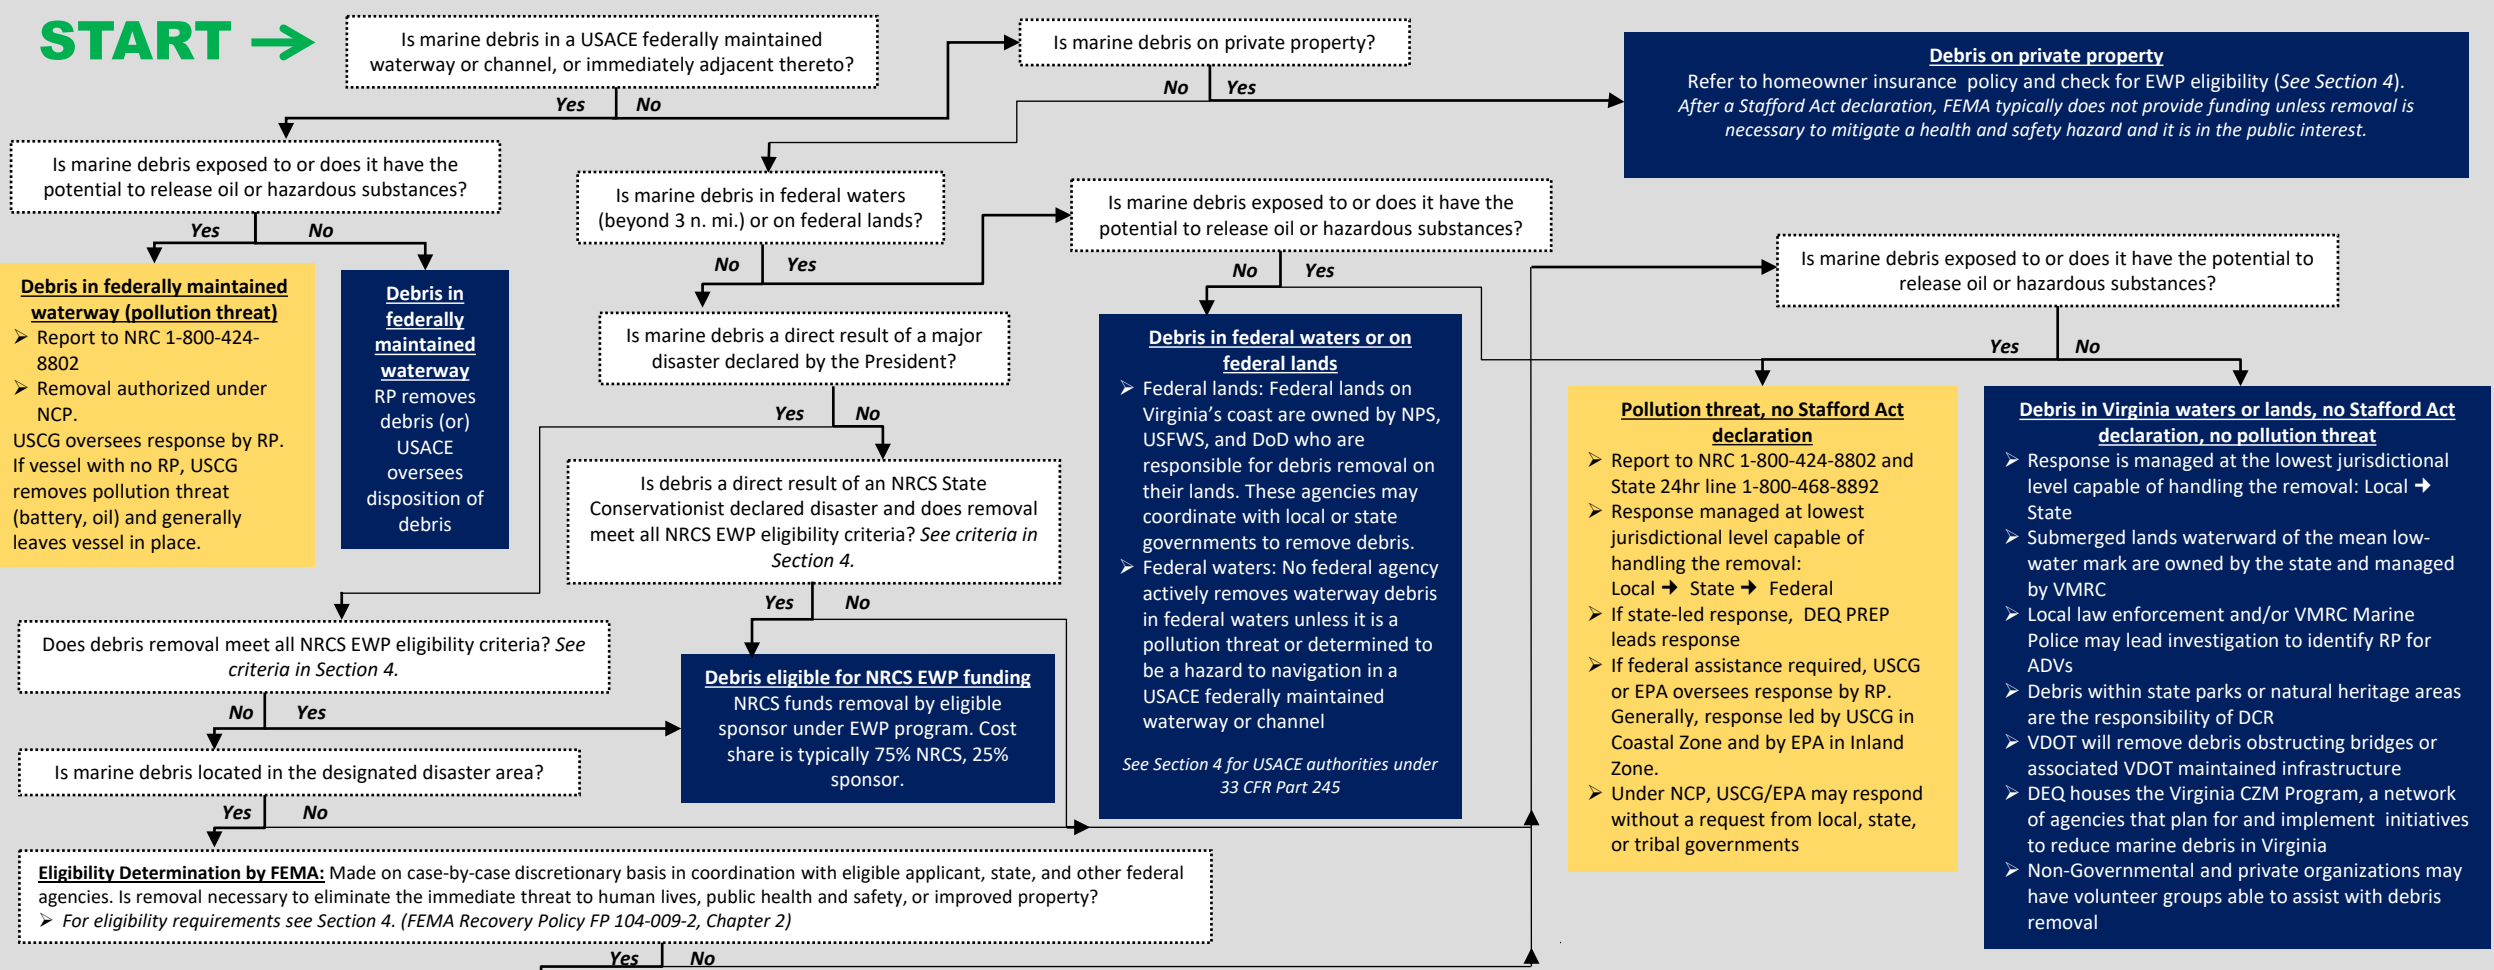 START
Is marine debris in a USACE federally maintained
waterway or channel, or immediately adjacent thereto?
Yes
No
Is marine debris on private property?
No
Yes
Debris on private property
Refer to homeowner insurance policy and check for EWP eligibility (See Section 4).
After a Stafford Act declaration, FEMA typically does not provide funding unless removal is
necessary to mitigate a health and safety hazard and it is in the public interest.
Is marine debris exposed to or does it have the
potential to release oil or hazardous substances?
Yes
No
Debris in federally maintained
waterway (pollution threat)
➢ Report to NRC 1-800-424-
8802
➢ Removal authorized under
NCP.
USCG oversees response by RP.
If vessel with no RP, USCG
removes pollution threat
(battery, oil) and generally
leaves vessel in place.
Debris in
federally
maintained
waterway
RP removes
debris (or)
USACE
oversees
disposition of
debris
Is marine debris in federal waters
(beyond 3 n. mi.) or on federal lands?
No
Yes
Is marine debris exposed to or does it have the
potential to release oil or hazardous substances?
No
Yes
Debris in federal waters or on
federal lands
➢ Federal lands: Federal lands on
Virginia’s coast are owned by NPS,
USFWS, and DoD who are
responsible for debris removal on
their lands. These agencies may
coordinate with local or state
governments to remove debris.
➢ Federal waters: No federal agency
actively removes waterway debris
in federal waters unless it is a
pollution threat or determined to
be a hazard to navigation in a
USACE federally maintained
waterway or channel
See Section 4 for USACE authorities under
33 CFR Part 245
Is marine debris a direct result of a major
disaster declared by the President?
Yes
No
Is debris a direct result of an NRCS State
Conservationist declared disaster and does removal
meet all NRCS EWP eligibility criteria? See criteria in
Section 4.
Yes
No
Does debris removal meet all NRCS EWP eligibility criteria? See
criteria in Section 4.
No
Yes
Debris eligible for NRCS EWP funding
NRCS funds removal by eligible
sponsor under EWP program. Cost
share is typically 75% NRCS, 25%
sponsor.
Is marine debris located in the designated disaster area?
Yes
No
Eligibility Determination by FEMA: Made on case-by-case discretionary basis in coordination with eligible applicant, state, and other federal
agencies. Is removal necessary to eliminate the immediate threat to human lives, public health and safety, or improved property?
➢ For eligibility requirements see Section 4. (FEMA Recovery Policy FP 104-009-2, Chapter 2)
Yes
No
Is marine debris exposed to or does it have the potential to
release oil or hazardous substances?
Yes
No
Pollution threat, no Stafford Act
declaration
➢ Report to NRC 1-800-424-8802 and
State 24hr line 1-800-468-8892
➢ Response managed at lowest
jurisdictional level capable of
handling the removal:
Local → State → Federal
➢ If state-led response, DEQ PREP
leads response
➢ If federal assistance required, USCG
or EPA oversees response by RP.
Generally, response led by USCG in
Coastal Zone and by EPA in Inland
Zone.
➢ Under NCP, USCG/EPA may respond
without a request from local, state,
or tribal governments
Debris in Virginia waters or lands, no Stafford Act
declaration, no pollution threat
➢ Response is managed at the lowest jurisdictional
level capable of handling the removal: Local →
State
➢ Submerged lands waterward of the mean low-
water mark are owned by the state and managed
by VMRC
➢ Local law enforcement and/or VMRC Marine
Police may lead investigation to identify RP for
ADVs
➢ Debris within state parks or natural heritage areas
are the responsibility of DCR
➢ VDOT will remove debris obstructing bridges or
associated VDOT maintained infrastructure
➢ DEQ houses the Virginia CZM Program, a network
of agencies that plan for and implement initiatives
to reduce marine debris in Virginia
➢ Non-Governmental and private organizations may
have volunteer groups able to assist with debris
removal